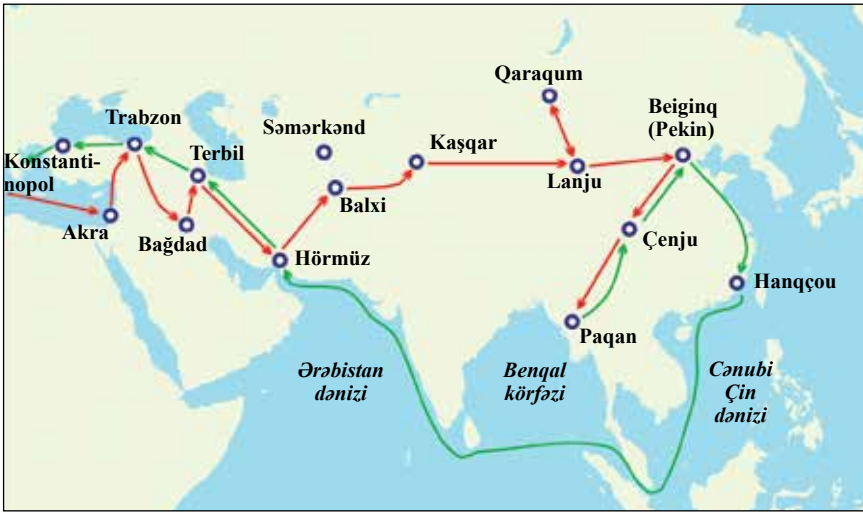 Qaraqum
Beiginq
(Pekin)
Trabzon
Səmərkənd
Kaşqar
Terbil
Konstanti-
nopol
Lanju
Balxi
Akra
Bağdad
Hörmüz
Çenju
Hanqçou
Paqan
Ərəbistan
dənizi
Benqal
körfəzi
Cənubi
Çin
dənizi